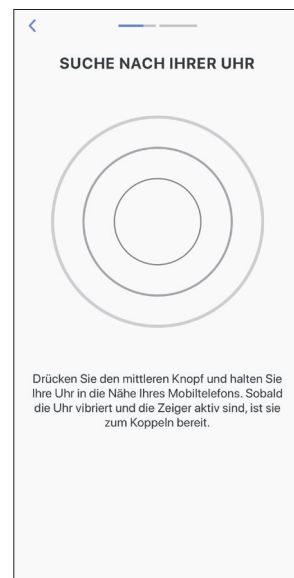 SUCHE NACH IHRER UHR
Drücken Sie den mittleren Knopf und halten Sie
Ihre Uhr in die Nähe Ihres Mobiltelefons. Sobald
die Uhr vibriert und die Zeiger aktiv sind, ist sie
zum Koppeln bereit.